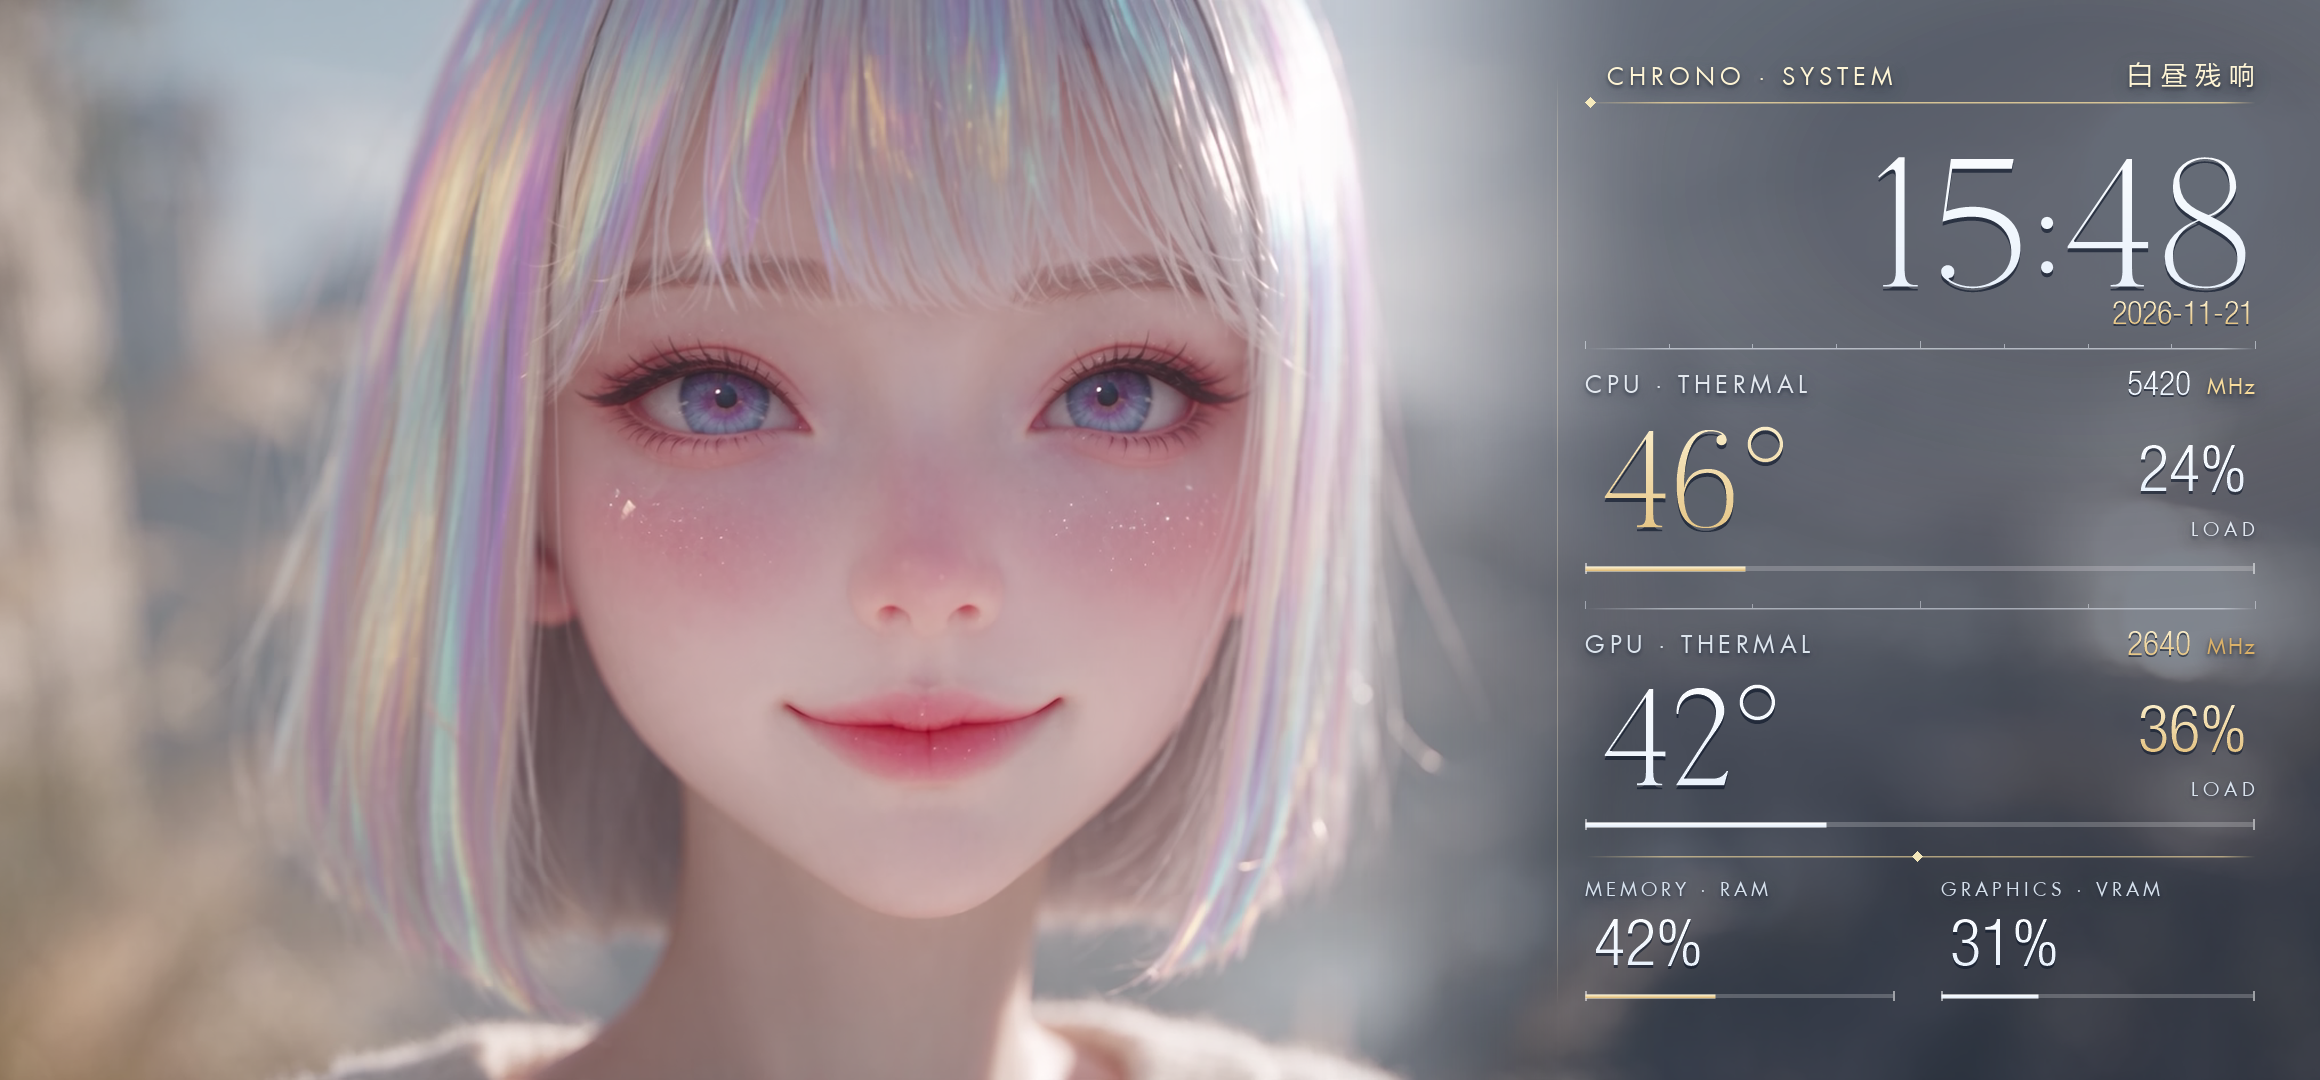 CHRONO · SYSTEM 白昼残响
15:48
2026-11-21
CPU · THERMAL 5420 MHz
46° 24%
LOAD
GPU · THERMAL 2640 MHz
42° 36%
LOAD
MEMORY · RAM GRAPHICS · VRAM
42% 31%